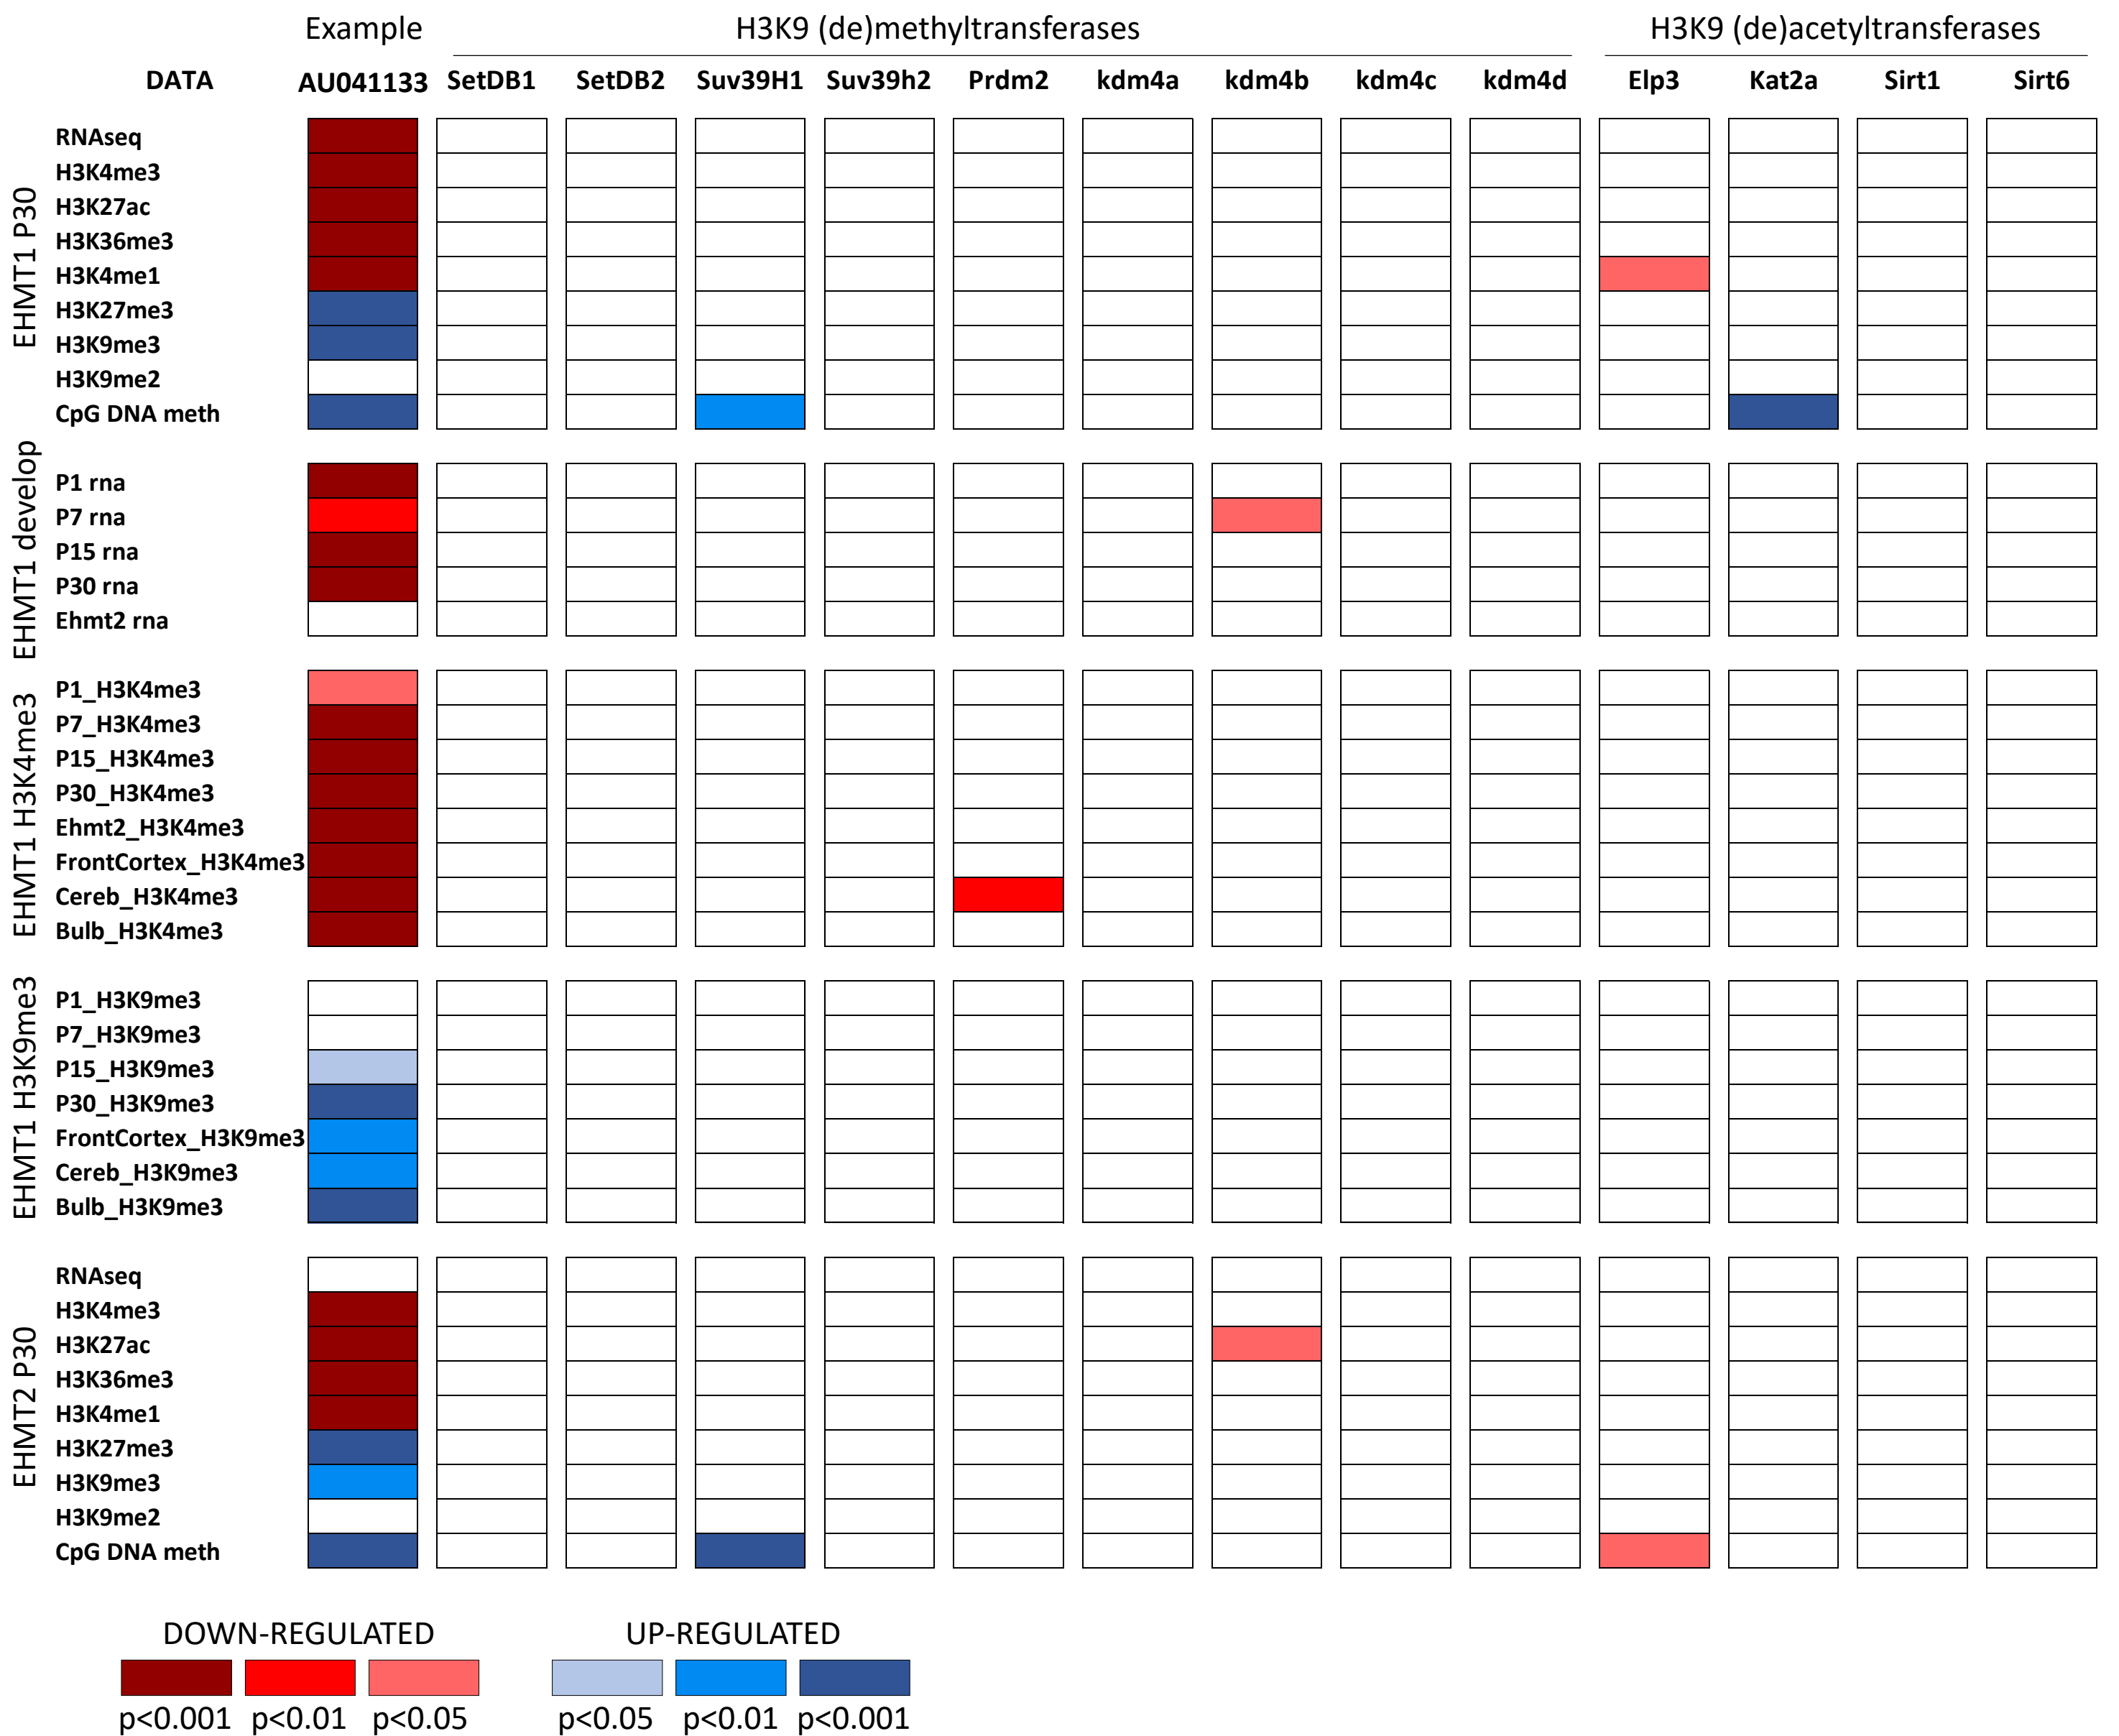 Example H3K9 (de)methyltransferases H3K9 (de)acetyltransferases
DATA AU041133 SetDB1 SetDB2 Suv39H1 Suv39h2 Prdm2 kdm4a kdm4b kdm4c kdm4d Elp3 Kat2a Sirt1 Sirt6
EHMT1 P30
RNAseq
H3K4me3
H3K27ac
H3K36me3
H3K4me1
H3K27me3
H3K9me3
H3K9me2
CpG DNA meth
EHMT1 develop
P1 rna
P7 rna
P15 rna
P30 rna
Ehmt2 rna
EHMT1 H3K4me3
P1_H3K4me3
P7_H3K4me3
P15_H3K4me3
P30_H3K4me3
Ehmt2_H3K4me3
FrontCortex_H3K4me3
Cereb_H3K4me3
Bulb_H3K4me3
EHMT1 H3K9me3
P1_H3K9me3
P7_H3K9me3
P15_H3K9me3
P30_H3K9me3
FrontCortex_H3K9me3
Cereb_H3K9me3
Bulb_H3K9me3
EHMT2 P30
RNAseq
H3K4me3
H3K27ac
H3K36me3
H3K4me1
H3K27me3
H3K9me3
H3K9me2
CpG DNA meth
DOWN-REGULATED UP-REGULATED
p<0.001 p<0.01 p<0.05 p<0.05 p<0.01 p<0.001